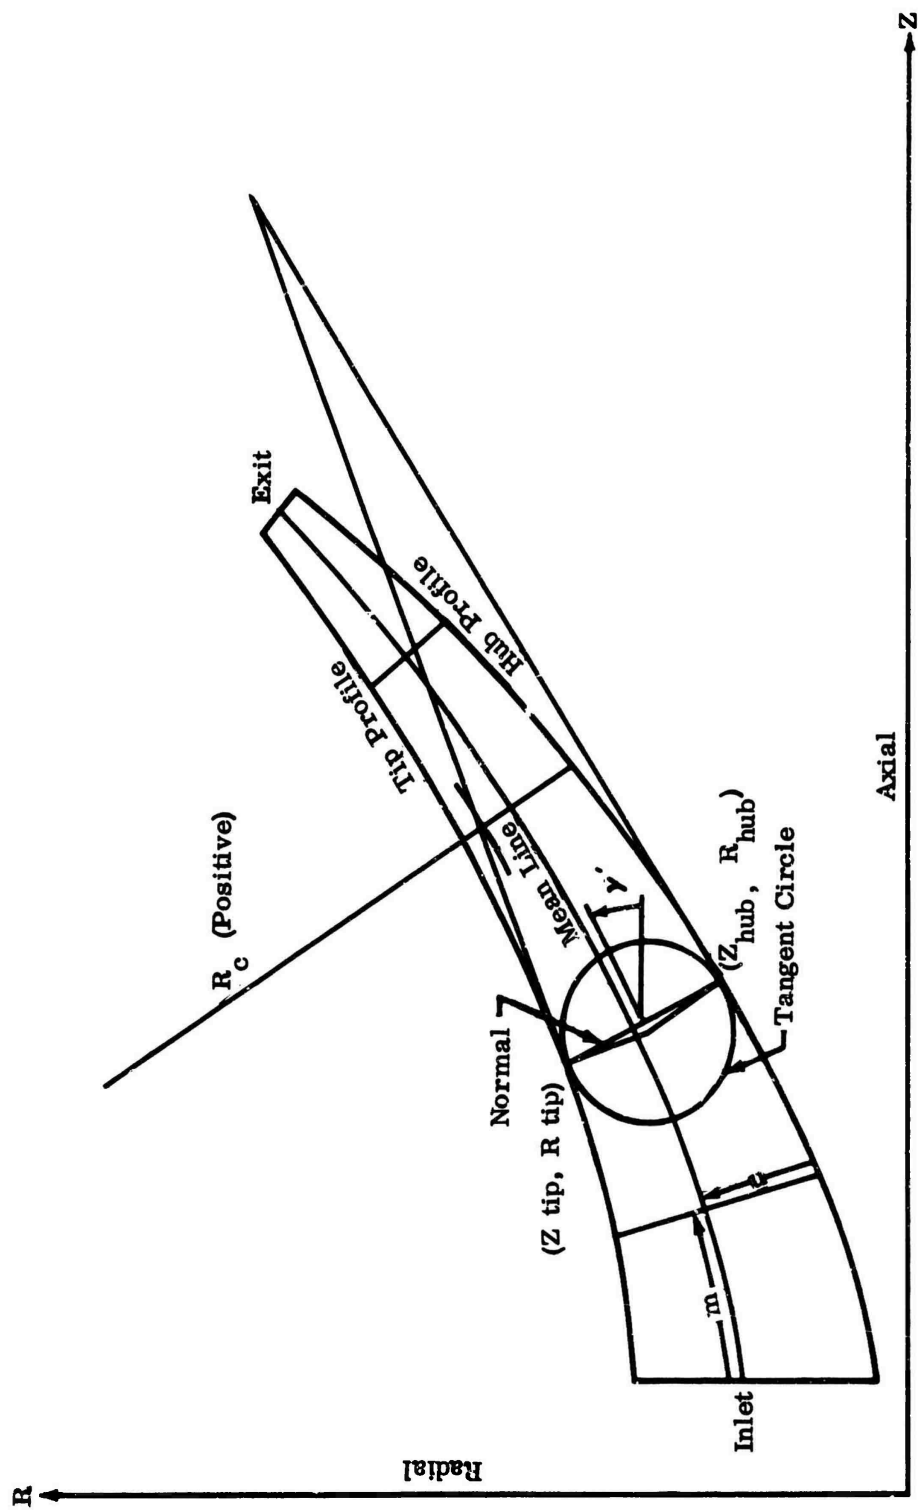 R
Radial
R_c (Positive)
Exit
Tip Profile
Hub Profile
Mean Line
Normal
(Z tip, R tip)
(Z_hub, R_hub)
Tangent Circle
m
Inlet
Axial
Z